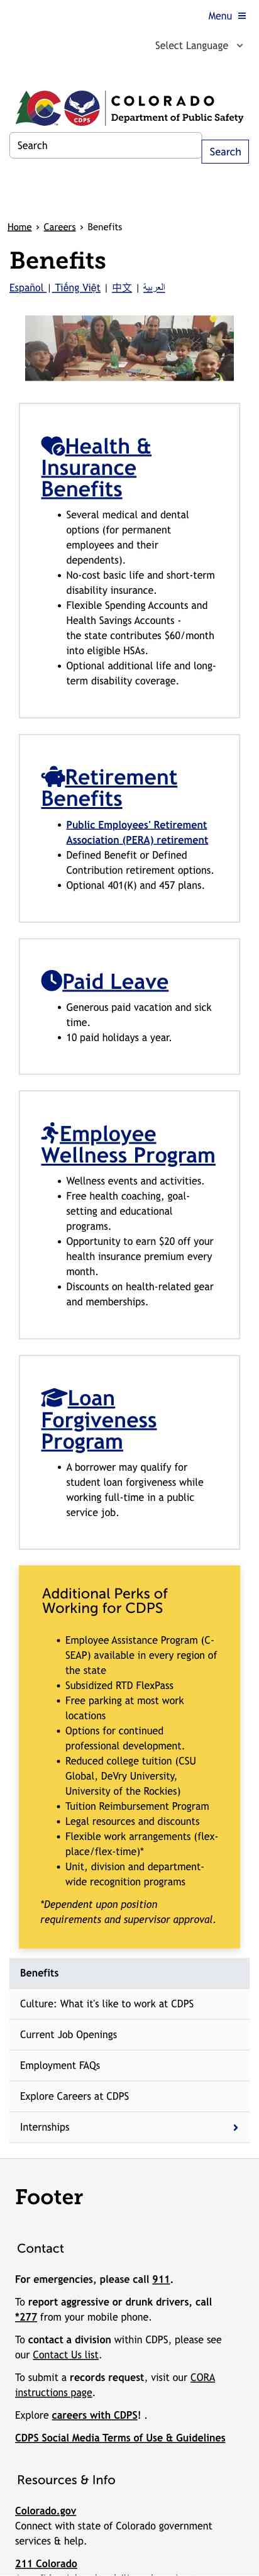 Menu
Select Language
CDPS
COLORADO
Department of Public Safety
Search
Search
Home › Careers › Benefits
Benefits
Español | Tiếng Việt | 中文 | العربية
Health &
Insurance
Benefits
• Several medical and dental
options (for permanent
employees and their
dependents).
• No-cost basic life and short-term
disability insurance.
• Flexible Spending Accounts and
Health Savings Accounts -
the state contributes $60/month
into eligible HSAs.
• Optional additional life and long-
term disability coverage.
Retirement
Benefits
• Public Employees' Retirement
Association (PERA) retirement
• Defined Benefit or Defined
Contribution retirement options.
• Optional 401(K) and 457 plans.
Paid Leave
• Generous paid vacation and sick
time.
• 10 paid holidays a year.
Employee
Wellness Program
• Wellness events and activities.
• Free health coaching, goal-
setting and educational
programs.
• Opportunity to earn $20 off your
health insurance premium every
month.
• Discounts on health-related gear
and memberships.
Loan
Forgiveness
Program
• A borrower may qualify for
student loan forgiveness while
working full-time in a public
service job.
Additional Perks of
Working for CDPS
• Employee Assistance Program (C-
SEAP) available in every region of
the state
• Subsidized RTD FlexPass
• Free parking at most work
locations
• Options for continued
professional development.
• Reduced college tuition (CSU
Global, DeVry University,
University of the Rockies)
• Tuition Reimbursement Program
• Legal resources and discounts
• Flexible work arrangements (flex-
place/flex-time)*
• Unit, division and department-
wide recognition programs
*Dependent upon position
requirements and supervisor approval.
Benefits
Culture: What it's like to work at CDPS
Current Job Openings
Employment FAQs
Explore Careers at CDPS
Internships
Footer
Contact
For emergencies, please call 911.
To report aggressive or drunk drivers, call
*277 from your mobile phone.
To contact a division within CDPS, please see
our Contact Us list.
To submit a records request, visit our CORA
instructions page.
Explore careers with CDPS! .
CDPS Social Media Terms of Use & Guidelines
Resources & Info
Colorado.gov
Connect with state of Colorado government
services & help.
211 Colorado